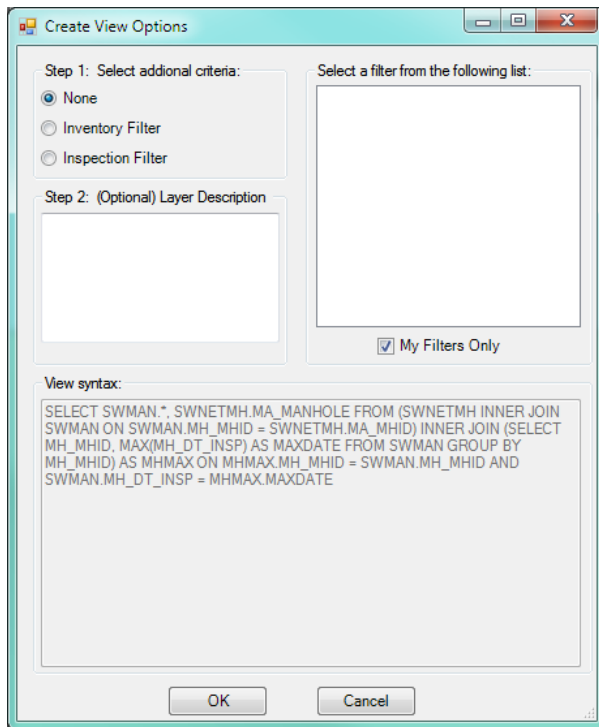 Create View Options
Step 1: Select addional criteria:
None
Inventory Filter
Inspection Filter
Select a filter from the following list:
Step 2: (Optional) Layer Description
My Filters Only
View syntax:
SELECT SWMAN.*, SWNETMH.MA_MANHOLE FROM (SWNETMH INNER JOIN
SWMAN ON SWMAN.MH_MHID = SWNETMH.MA_MHID) INNER JOIN (SELECT
MH_MHID, MAX(MH_DT_INSP) AS MAXDATE FROM SWMAN GROUP BY
MH_MHID) AS MHMAX ON MHMAX.MH_MHID = SWMAN.MH_MHID AND
SWMAN.MH_DT_INSP = MHMAX.MAXDATE
OK
Cancel